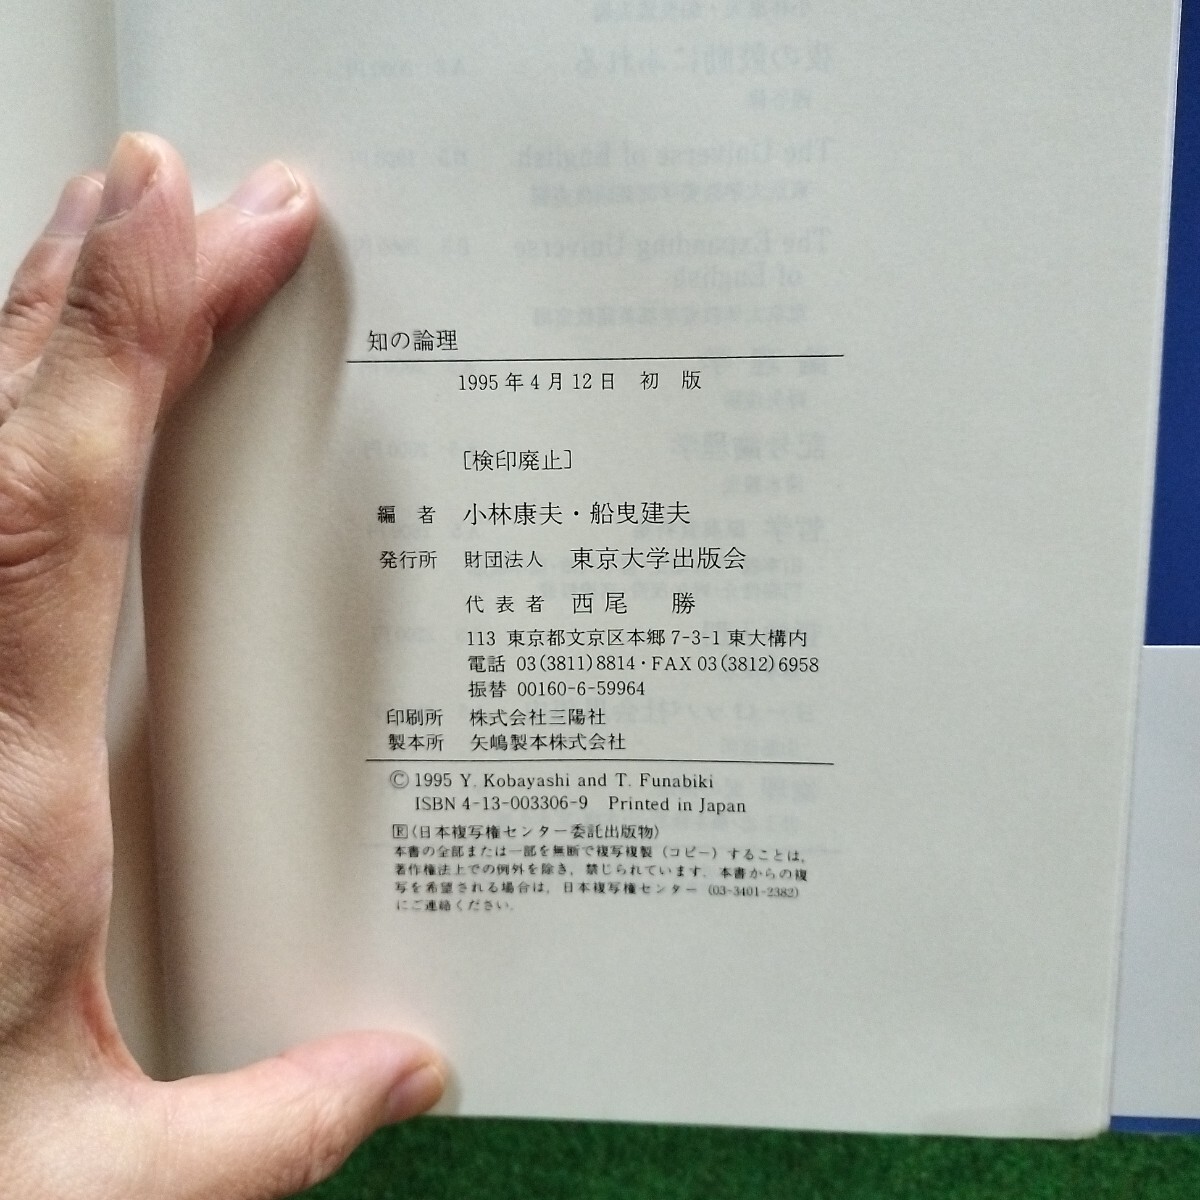 知の論理
1995年4月12日 初 版
[検印廃止]
編 者 小林康夫・船曳建夫
発行所 財団法人 東京大学出版会
代表者 西尾 勝
113 東京都文京区本郷7-3-1東大構内
電話 03(3811)8814・FAX 03(3812)6958
振替 00160-6-59964
印刷所 株式会社三陽社
製本所 矢嶋製本株式会社
© 1995 Y. Kobayashi and T. Funabiki
ISBN 4-13-003306-9 Printed in Japan
🄡〈日本複写権センター委託出版物〉
本書の全部または一部を無断で複写複製（コピー）することは，
著作権法上での例外を除き，禁じられています．本書からの複
写を希望される場合は，日本複写権センター（03-3401-2382）
にご連絡ください．